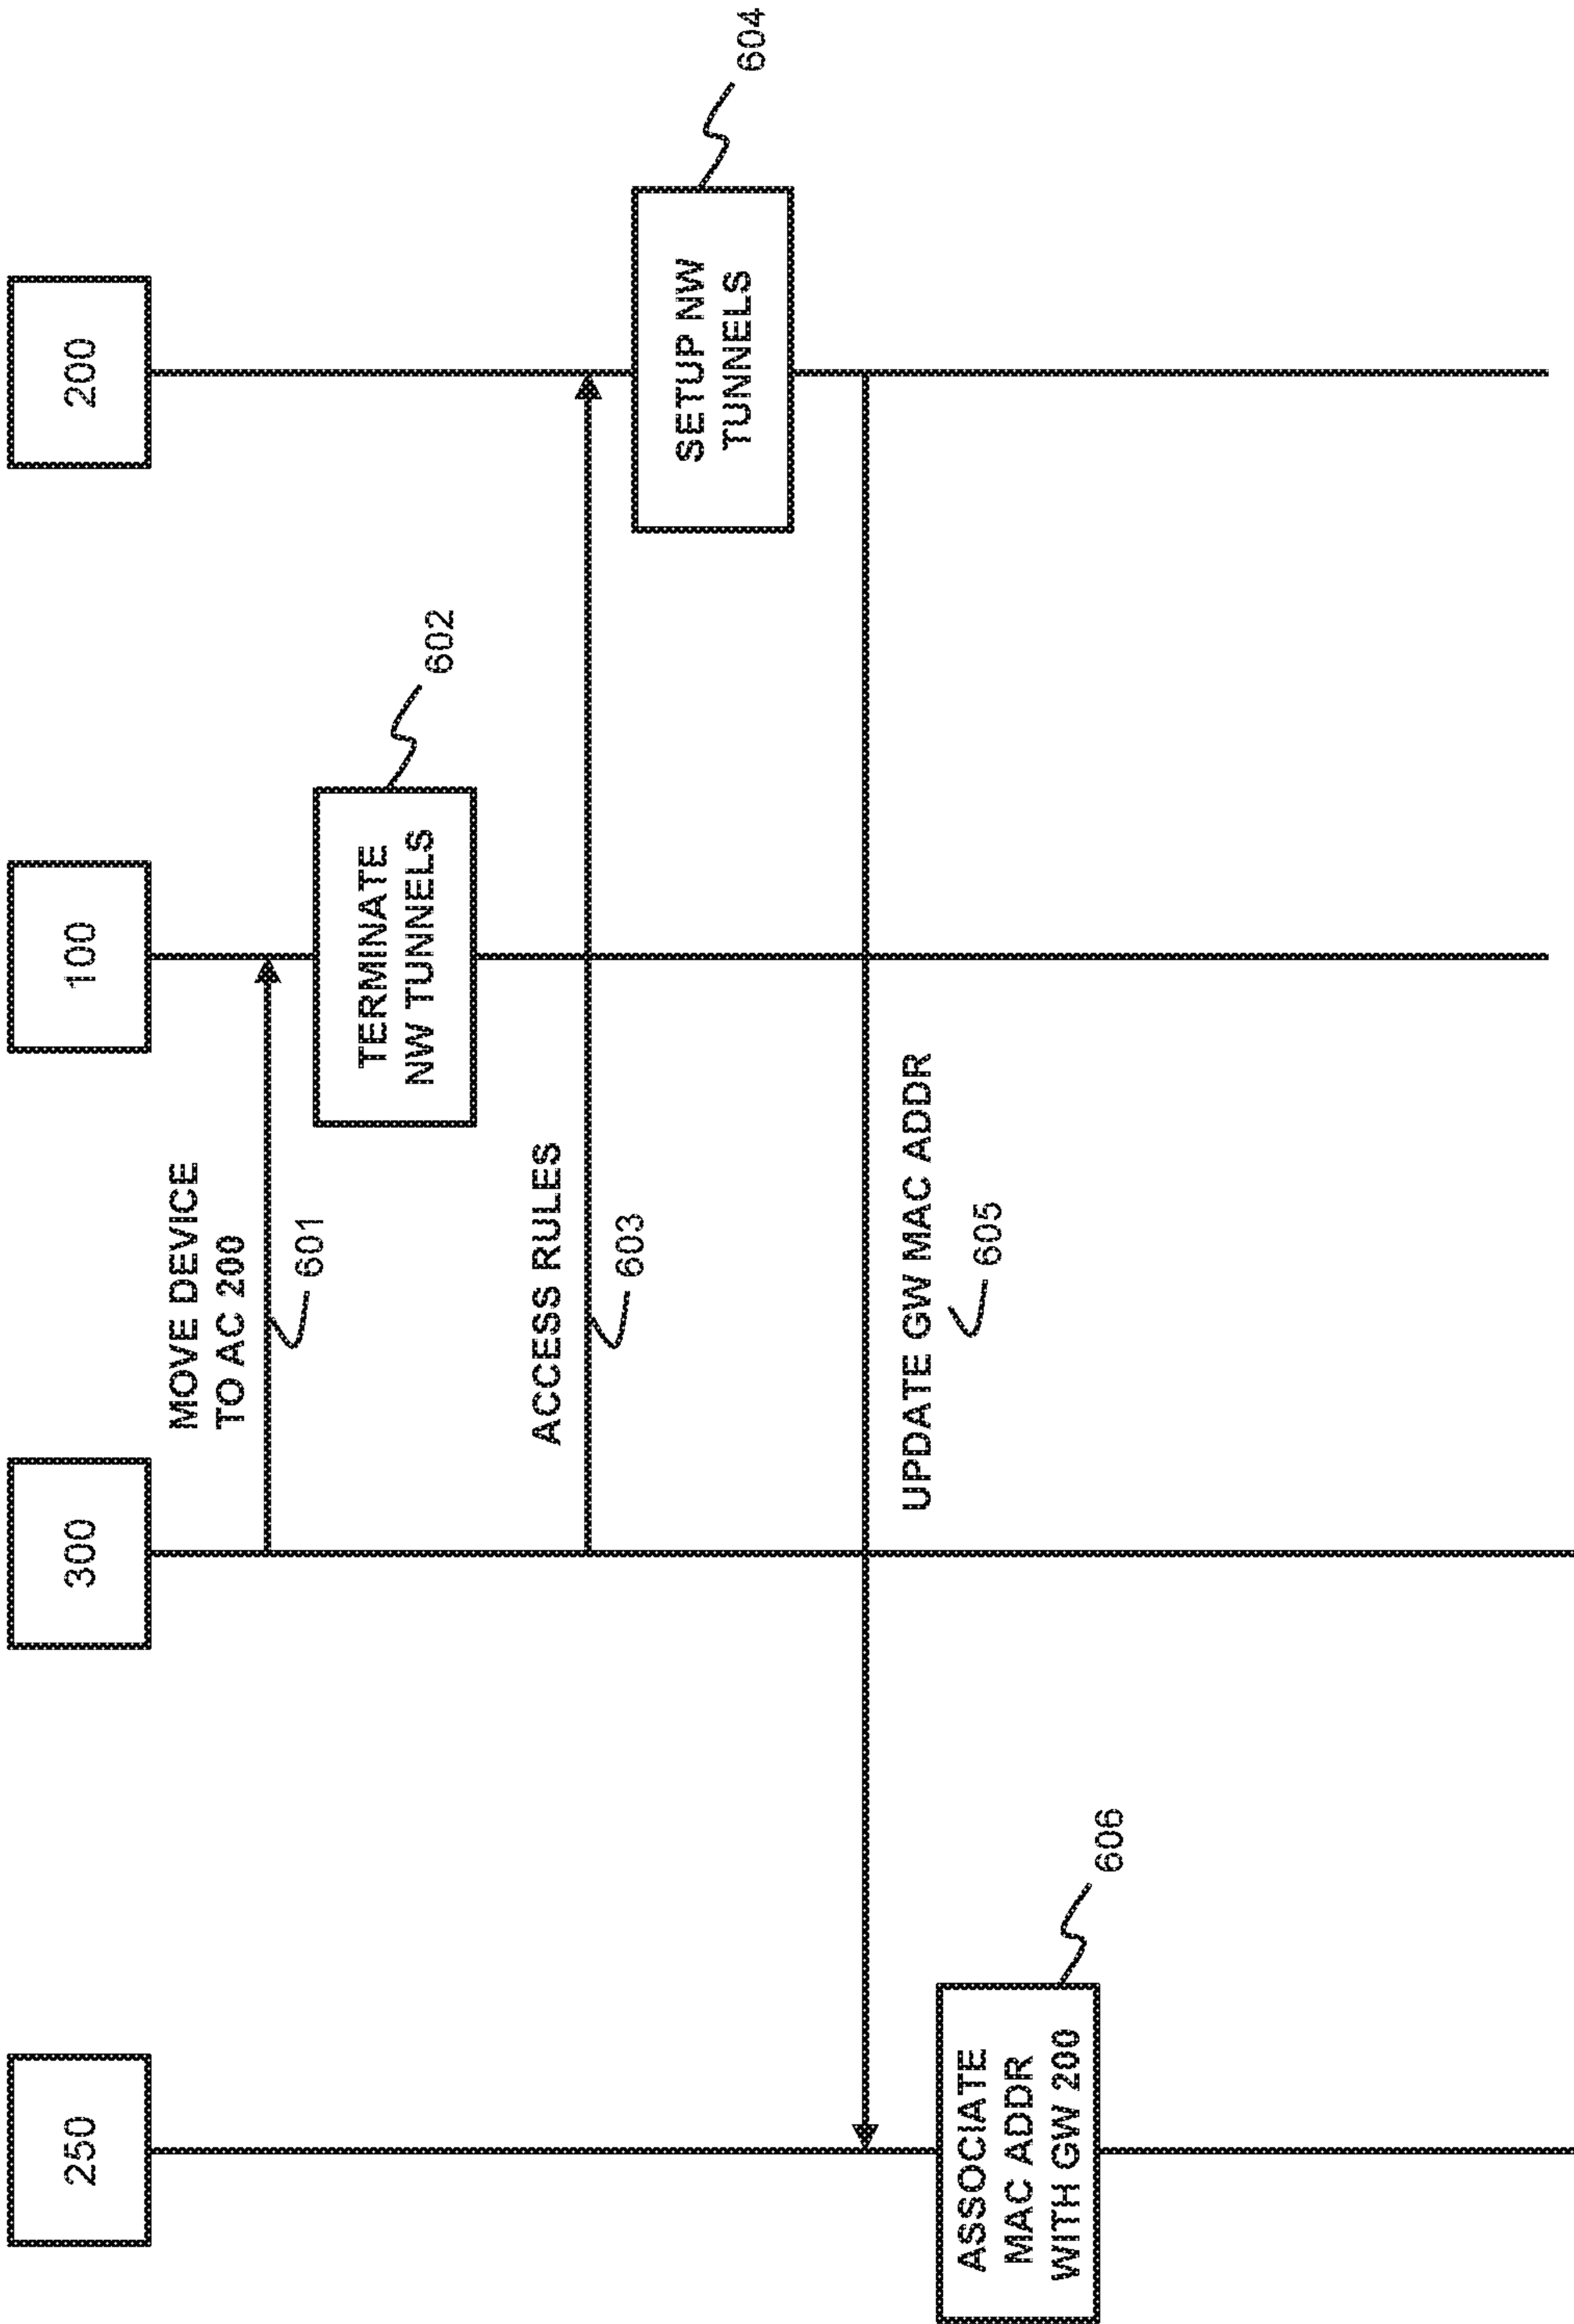 250
300
100
200
MOVE DEVICE
TO AC 200
601
TERMINATE
NW TUNNELS
602
ACCESS RULES
603
SETUP NW
TUNNELS
604
UPDATE GW MAC ADDR
605
ASSOCIATE
MAC ADDR
WITH GW 200
606